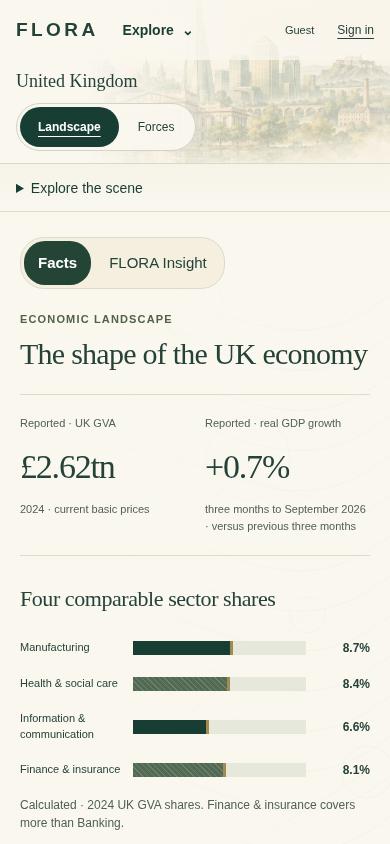 FLORA Explore Guest Sign in
United Kingdom
Landscape Forces
Explore the scene
Facts FLORA Insight
ECONOMIC LANDSCAPE
The shape of the UK economy
Reported · UK GVA
£2.62tn
2024 · current basic prices
Reported · real GDP growth
+0.7%
three months to September 2026
· versus previous three months
Four comparable sector shares
Manufacturing 8.7%
Health & social care 8.4%
Information &
communication 6.6%
Finance & insurance 8.1%
Calculated · 2024 UK GVA shares. Finance & insurance covers
more than Banking.